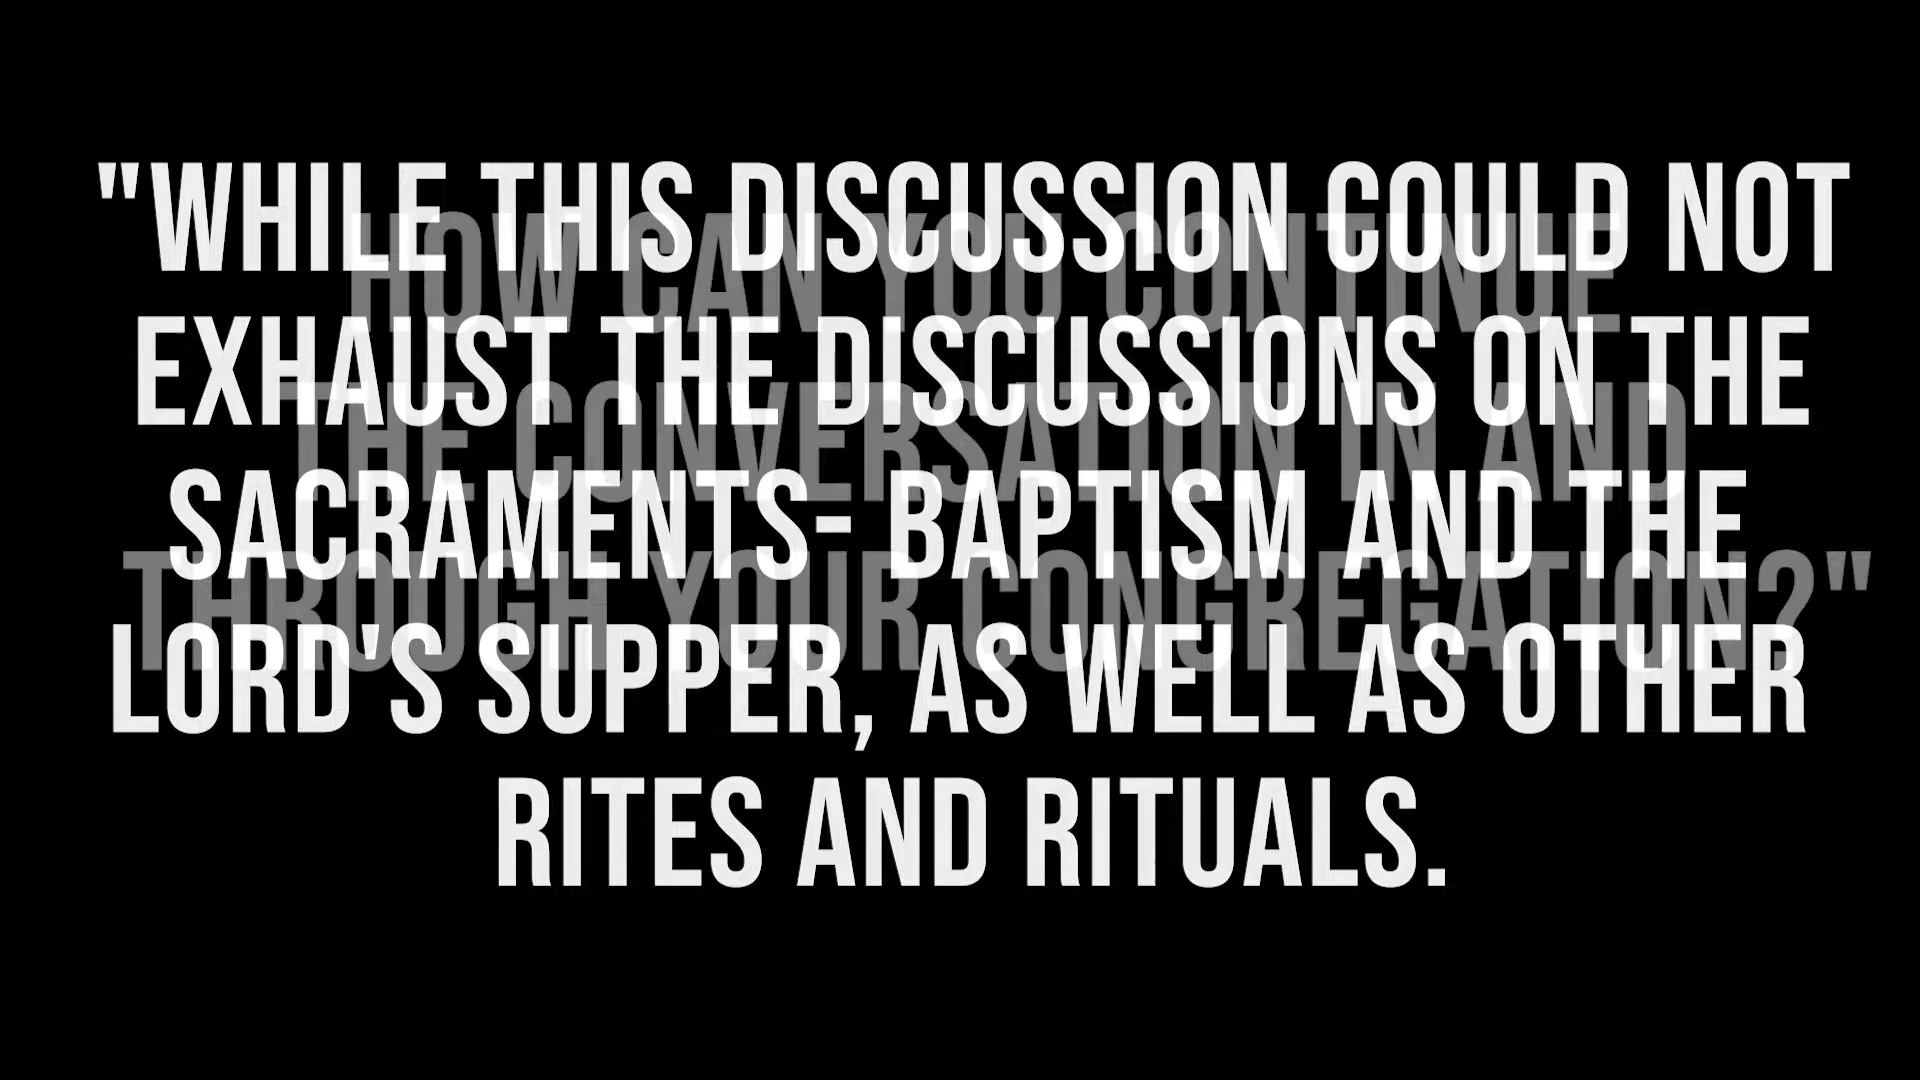 "WHILE THIS DISCUSSION COULD NOT
EXHAUST THE DISCUSSIONS ON THE
SACRAMENTS- BAPTISM AND THE
LORD'S SUPPER, AS WELL AS OTHER
RITES AND RITUALS.
HOW CAN YOU CONTINUE
THE CONVERSATION IN AND
THROUGH YOUR CONGREGATION?"